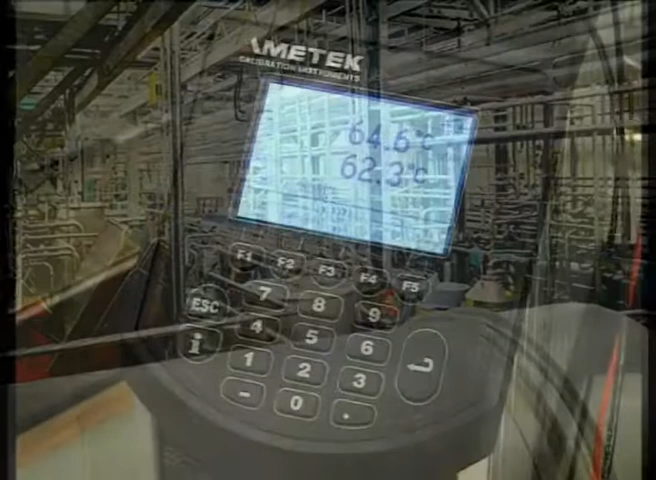 AMETEK
CALIBRATION INSTRUMENTS
64.6°C
62.3°C
F1 F2 F3 F4 F5
ESC 7 8 9
i 4 5 6
1 2 3
- 0 .